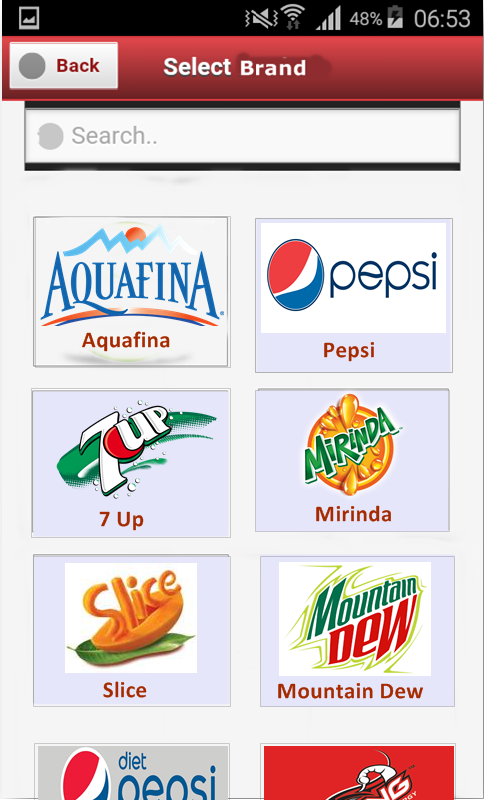 48% 06:53
Back Select Brand
Search..
AQUAFINA
Aquafina
pepsi
Pepsi
7UP
7 Up
MIRINDA
Mirinda
Slice
Slice
Mountain
DEW
Mountain Dew
diet
pepsi